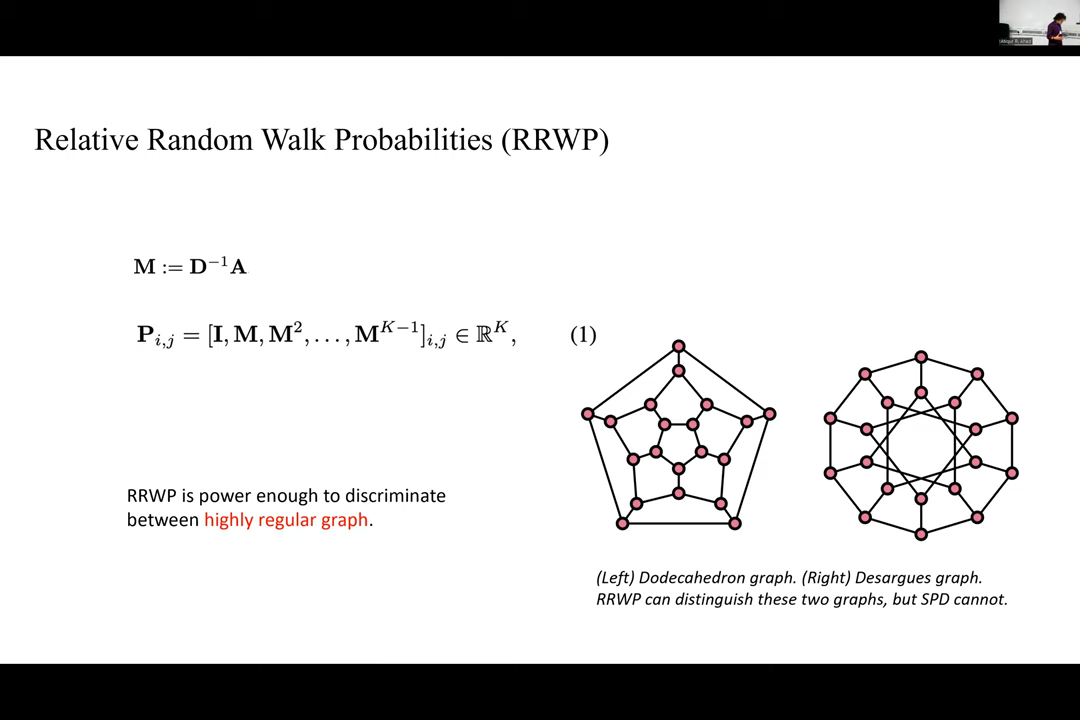 Relative Random Walk Probabilities (RRWP)
M := D⁻¹A
P_{i,j} = [I, M, M², . . . , M^{K−1}]_{i,j} ∈ ℝ^K, (1)
RRWP is power enough to discriminate
between highly regular graph.
(Left) Dodecahedron graph. (Right) Desargues graph.
RRWP can distinguish these two graphs, but SPD cannot.